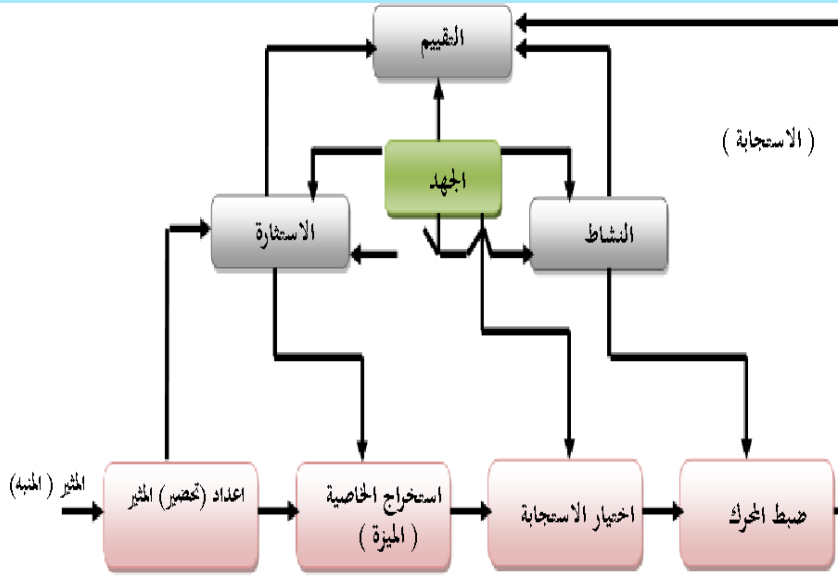 التقييم
( الاستجابة )
الجهد
الاستثارة
النشاط
المثير ( المنبه)
اعداد (تحضير) المثير
استخراج الخاصية
( الميزة )
اختيار الاستجابة
ضبط المحرك